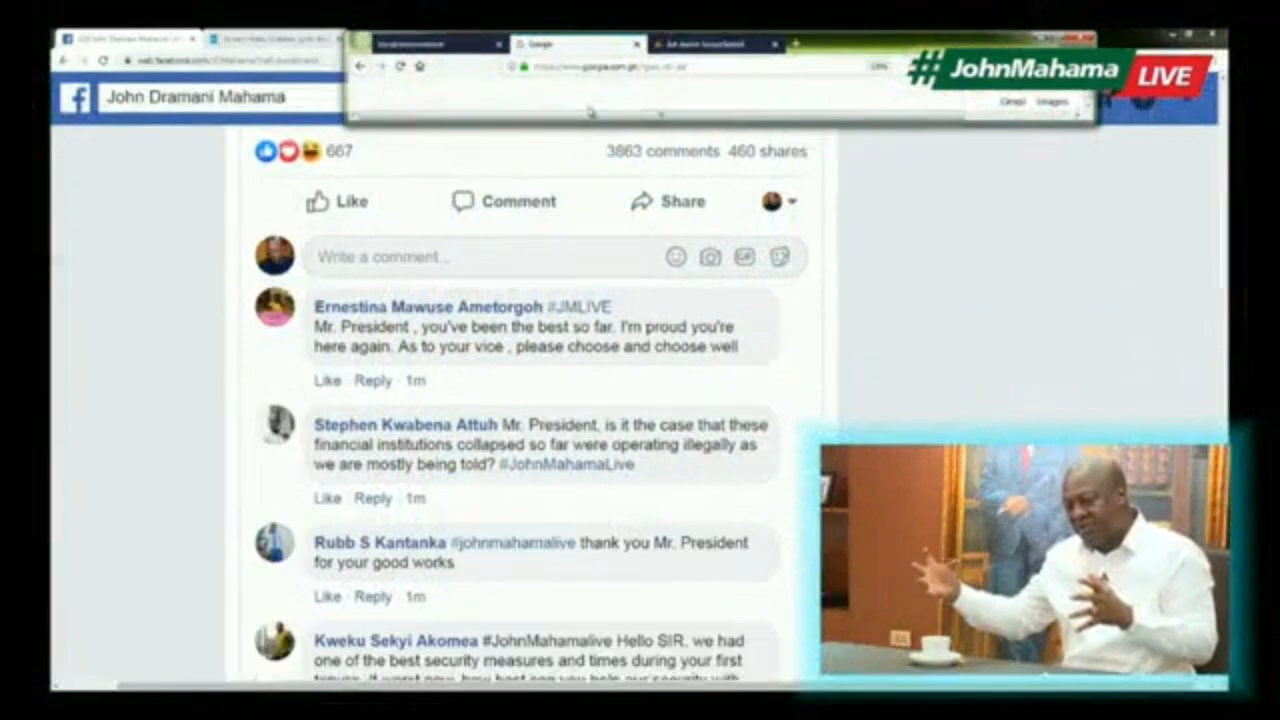 #JohnMahama LIVE
Google
John Dramani Mahama
Gmail Images
667
3863 comments 460 shares
Like Comment Share
Write a comment...
Ernestina Mawuse Ametorgoh #JMLIVE
Mr. President , you've been the best so far. I'm proud you're
here again. As to your vice , please choose and choose well
Like Reply 1m
Stephen Kwabena Attuh Mr. President, is it the case that these
financial institutions collapsed so far were operating illegally as
we are mostly being told? #JohnMahamaLive
Like Reply 1m
Rubb S Kantanka #johnmahamalive thank you Mr. President
for your good works
Like Reply 1m
Kweku Sekyi Akomea #JohnMahamalive Hello SIR, we had
one of the best security measures and times during your first